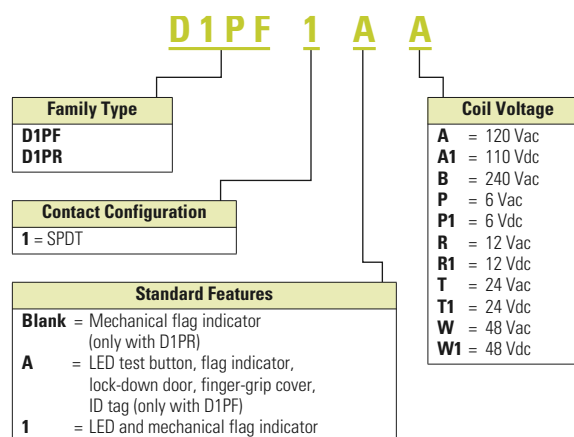 D1PF 1 A A
Family Type
D1PF
D1PR
Contact Configuration
1 = SPDT
Standard Features
Blank = Mechanical flag indicator
(only with D1PR)
A = LED test button, flag indicator,
lock-down door, finger-grip cover,
ID tag (only with D1PF)
1 = LED and mechanical flag indicator
Coil Voltage
A = 120 Vac
A1 = 110 Vdc
B = 240 Vac
P = 6 Vac
P1 = 6 Vdc
R = 12 Vac
R1 = 12 Vdc
T = 24 Vac
T1 = 24 Vdc
W = 48 Vac
W1 = 48 Vdc